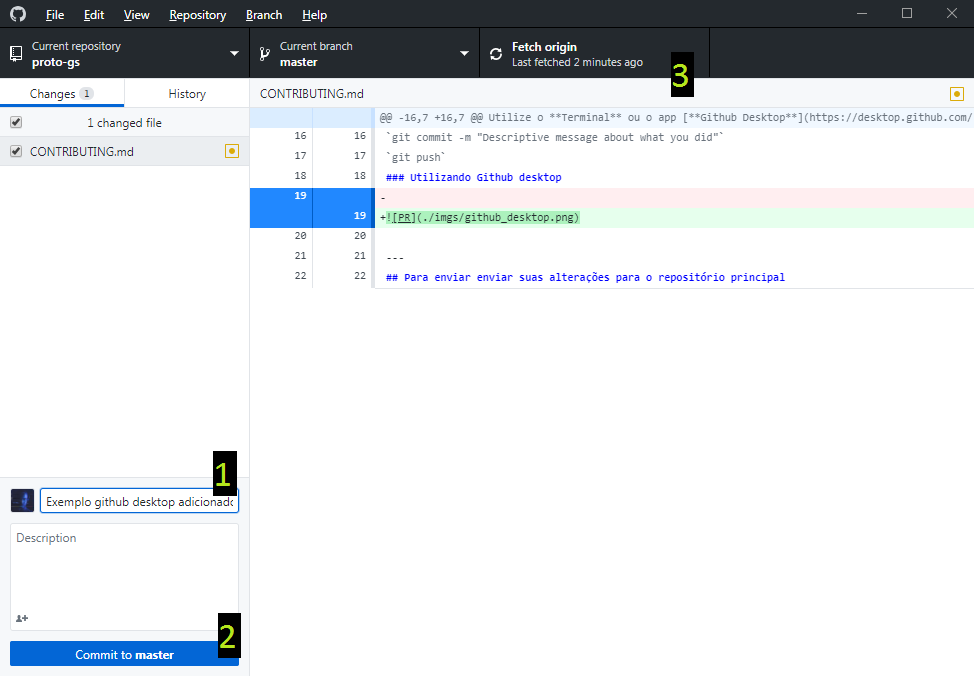 File Edit View Repository Branch Help
Current repository
proto-gs
Current branch
master
Fetch origin
Last fetched 2 minutes ago
3
Changes 1 History
1 changed file
CONTRIBUTING.md
CONTRIBUTING.md
@@ -16,7 +16,7 @@ Utilize o **Terminal** ou o app [**Github Desktop**](https://desktop.github.com/
16 16 `git commit -m "Descriptive message about what you did"`
17 17 `git push`
18 18 ### Utilizando Github desktop
19 -
19 +![PR](./imgs/github_desktop.png)
20 20
21 21 ---
22 22 ## Para enviar enviar suas alterações para o repositório principal
1
Exemplo github desktop adicionado
Description
2
Commit to master